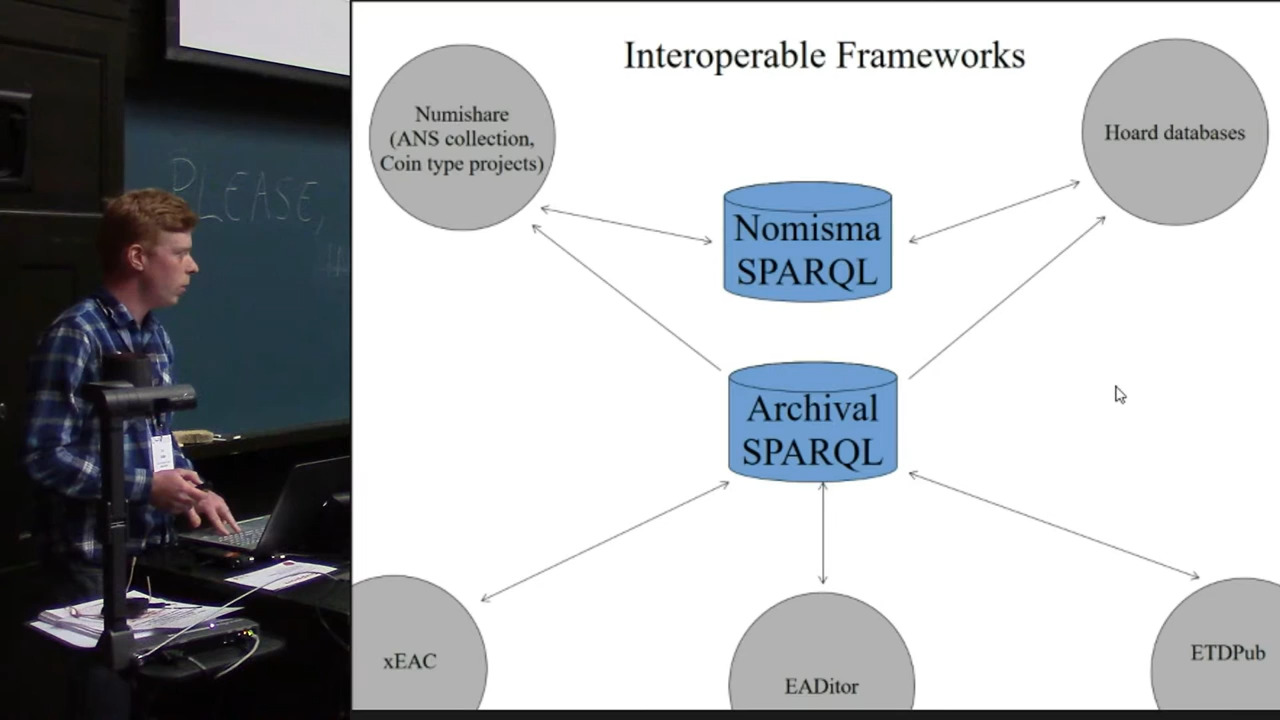 Interoperable Frameworks
Numishare
(ANS collection,
Coin type projects)
Hoard databases
Nomisma
SPARQL
Archival
SPARQL
xEAC
EADitor
ETDPub
PLEASE,